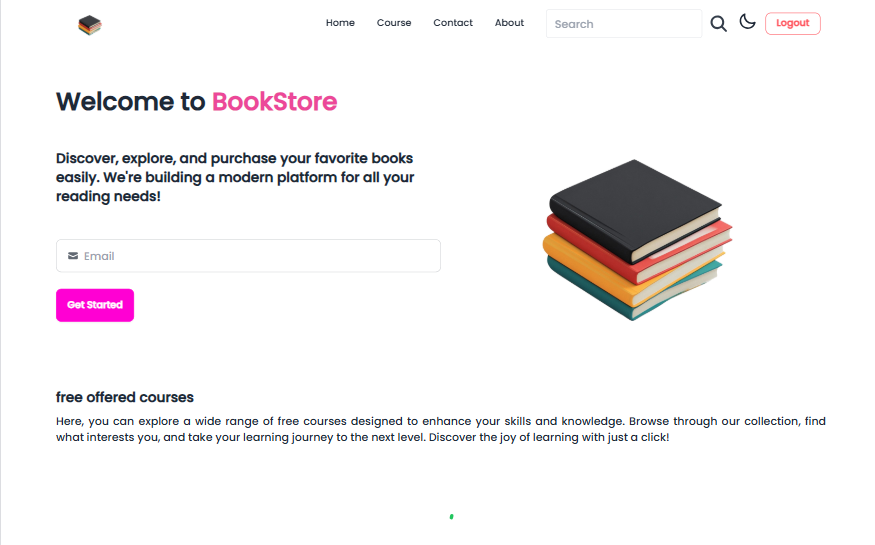 Home Course Contact About Search Logout
Welcome to BookStore
Discover, explore, and purchase your favorite books
easily. We're building a modern platform for all your
reading needs!
Email
Get Started
free offered courses
Here, you can explore a wide range of free courses designed to enhance your skills and knowledge. Browse through our collection, find
what interests you, and take your learning journey to the next level. Discover the joy of learning with just a click!